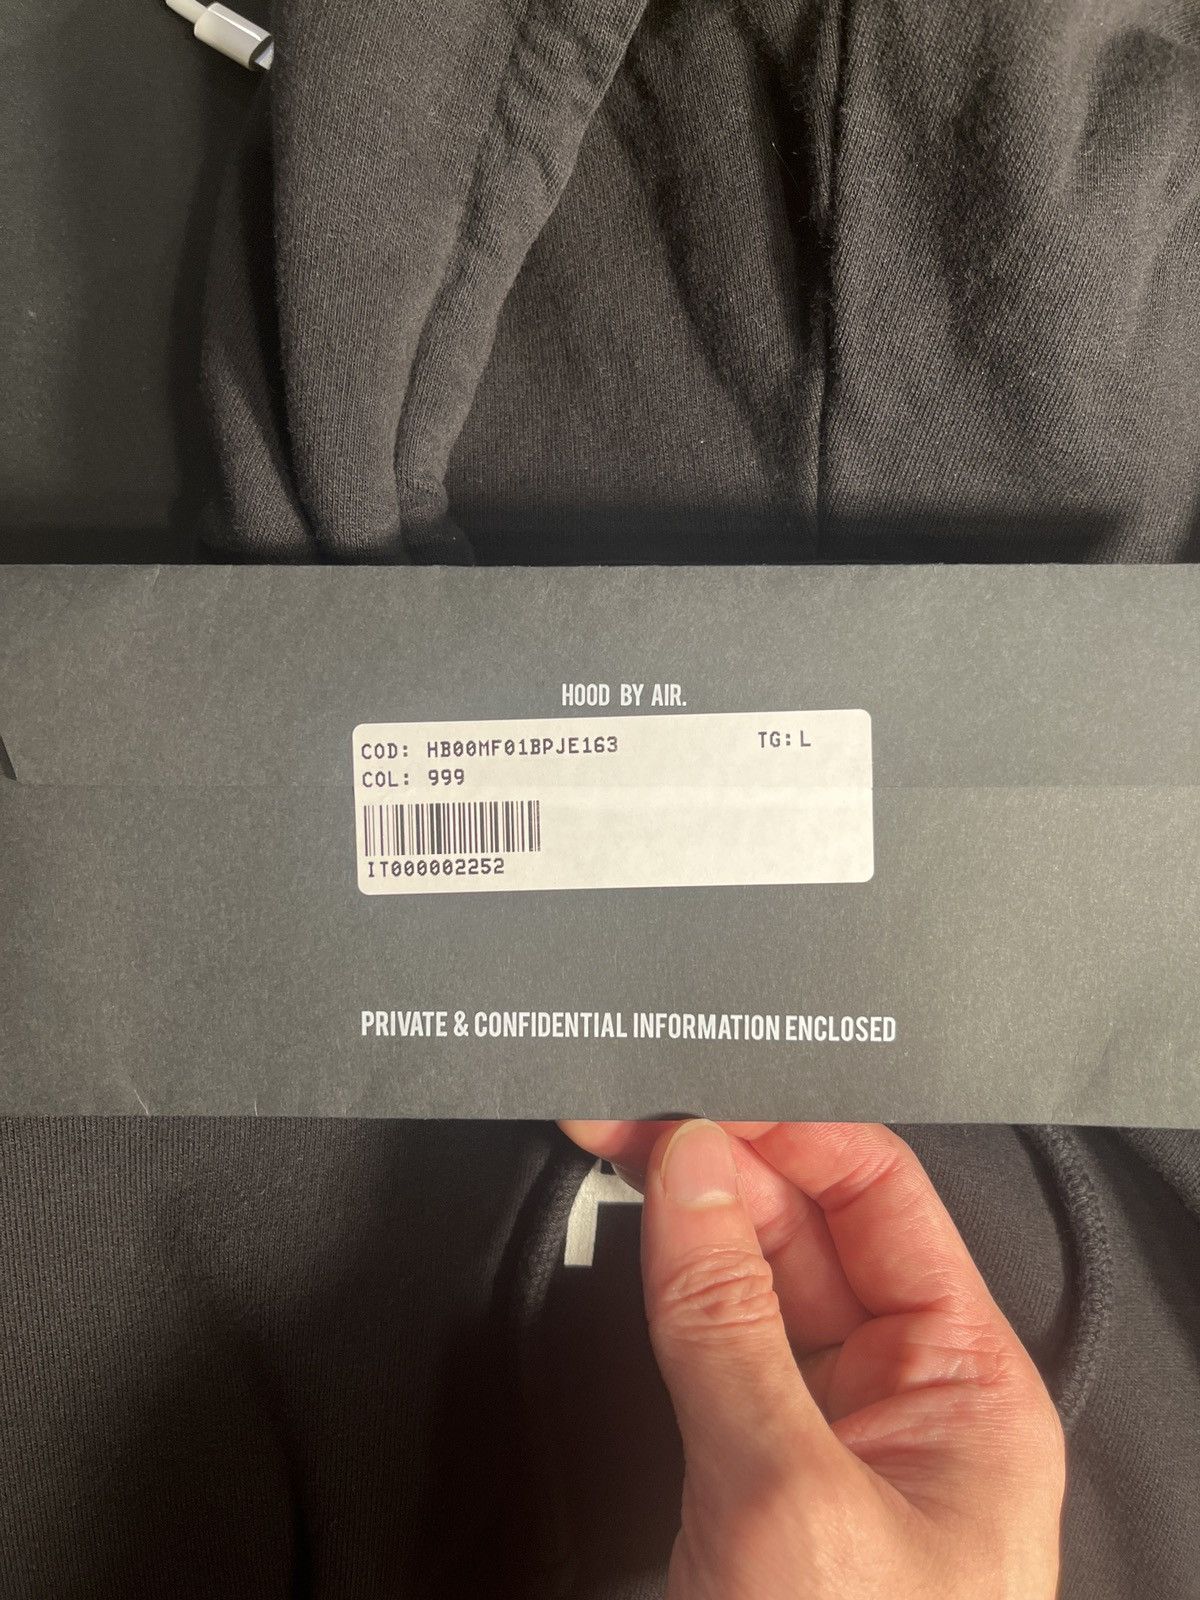 HOOD BY AIR.
COD: HB00MF01BPJE163 TG: L
COL: 999
IT000002252
PRIVATE & CONFIDENTIAL INFORMATION ENCLOSED